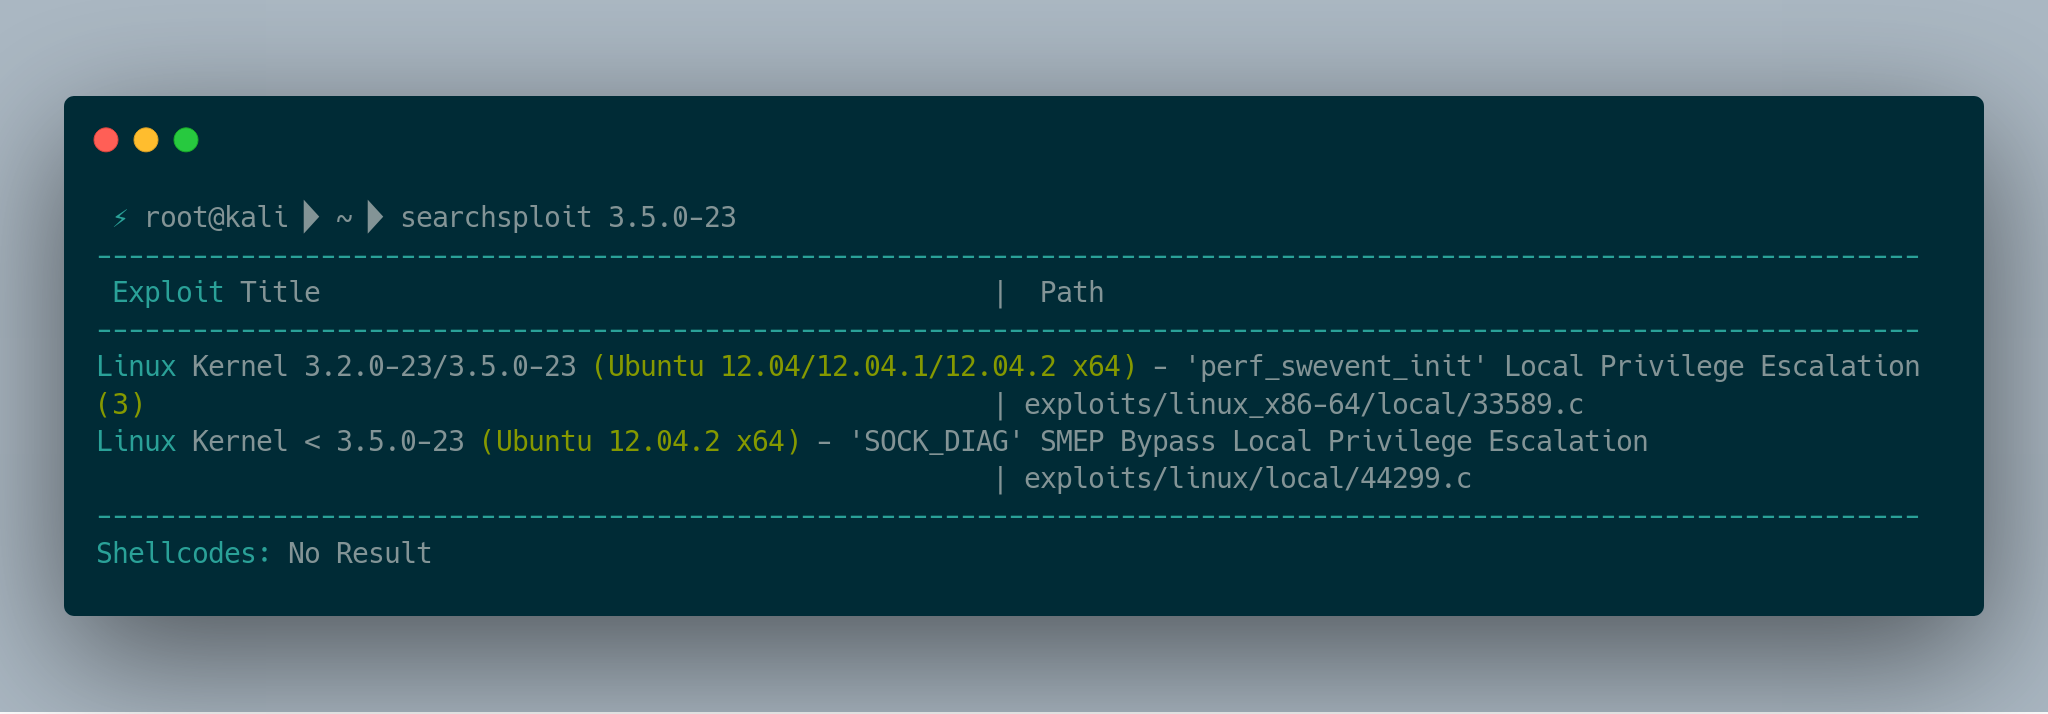 ⚡ root@kali ▶ ~ ▶ searchsploit 3.5.0-23
------------------------------------------------------------------------------------------------------------------
Exploit Title | Path
------------------------------------------------------------------------------------------------------------------
Linux Kernel 3.2.0-23/3.5.0-23 (Ubuntu 12.04/12.04.1/12.04.2 x64) - 'perf_swevent_init' Local Privilege Escalation
(3) | exploits/linux_x86-64/local/33589.c
Linux Kernel < 3.5.0-23 (Ubuntu 12.04.2 x64) - 'SOCK_DIAG' SMEP Bypass Local Privilege Escalation
| exploits/linux/local/44299.c
------------------------------------------------------------------------------------------------------------------
Shellcodes: No Result